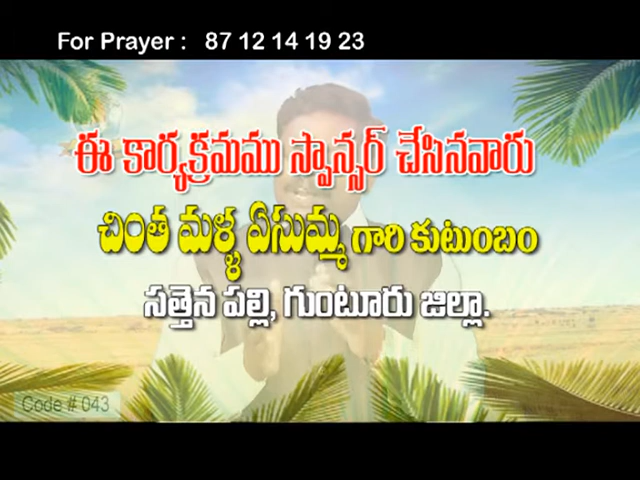 For Prayer : 87 12 14 19 23
ఈ కార్యక్రమము స్పాన్సర్ చేసినవారు
చింత మళ్ళ ఏసుమ్మ గారి కుటుంబం
సత్తెన పల్లి, గుంటూరు జిల్లా.
Code # 043